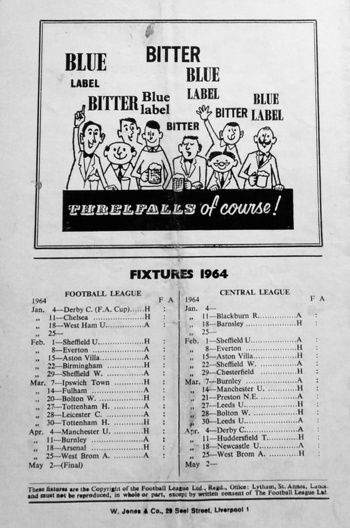 BITTER
BLUE
LABEL
BLUE
LABEL
BITTER
Blue
label
BLUE
LABEL
BITTER
BITTER
THRELFALLS of course!
FIXTURES 1964
FOOTBALL LEAGUE
1964 F A
Jan. 4—Derby C. (F.A. Cup)......H :
„ 11—Chelsea ..................H :
„ 18—West Ham U...............A :
„ 25—
Feb. 1—Sheffield U...............A :
„ 8—Everton ..................A :
„ 15—Aston Villa...............A :
„ 22—Birmingham ...............H :
„ 29—Sheffield W...............H :
Mar. 7—Ipswich Town .............H :
„ 14—Fulham ...................A :
„ 20—Bolton W..................H :
„ 27—Tottenham H...............A :
„ 28—Leicester C...............A :
„ 30—Tottenham H...............H :
Apr. 4—Manchester U..............H :
„ 11—Burnley ..................A :
„ 18—Arsenal ..................H :
„ 25—West Brom A...............A :
May 2—(Final)
CENTRAL LEAGUE
1964 F A
Jan. 4—
„ 11—Blackburn R...............A :
„ 18—Barnsley .................H :
„ 25—
Feb. 1—Sheffield U...............A :
„ 8—Everton ..................H :
„ 15—Aston Villa...............H :
„ 22—Sheffield W...............A :
„ 29—Chesterfield .............H :
Mar. 7—Burnley ..................A :
„ 14—Manchester U..............H :
„ 21—Preston N.E...............A :
„ 27—Leeds U...................H :
„ 28—Bolton W..................H :
„ 30—Leeds U...................A :
Apr. 4—Derby C...................A :
„ 11—Huddersfield T............H :
„ 18—Newcastle U...............A :
„ 25—West Brom A...............H :
May 2—
These fixtures are the Copyright of the Football League Ltd., Regd., Office: Lytham, St. Annes, Lancs.
and must not be reproduced, in whole or part, except by written consent of The Football League Ltd.
W. Jones & Co., 29 Seel Street, Liverpool 1